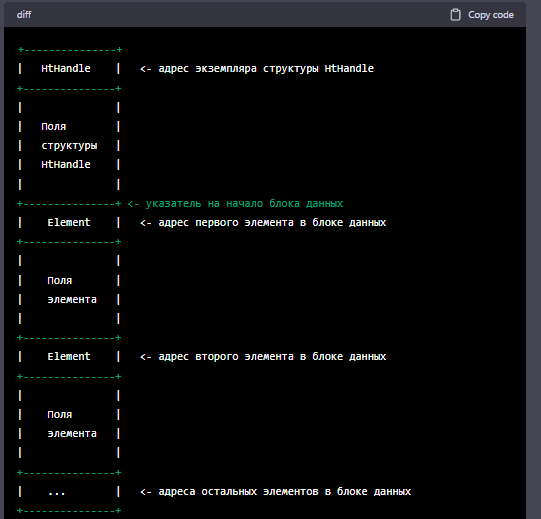 diff Copy code
+---------------+
|   HtHandle    |   <- адрес экземпляра структуры HtHandle
+---------------+
|               |
|   Поля        |
|   структуры   |
|   HtHandle    |
|               |
+---------------+ <- указатель на начало блока данных
|    Element    |   <- адрес первого элемента в блоке данных
+---------------+
|               |
|    Поля       |
|    элемента   |
|               |
+---------------+
|    Element    |   <- адрес второго элемента в блоке данных
+---------------+
|               |
|    Поля       |
|    элемента   |
|               |
+---------------+
|    ...        |   <- адреса остальных элементов в блоке данных
+---------------+